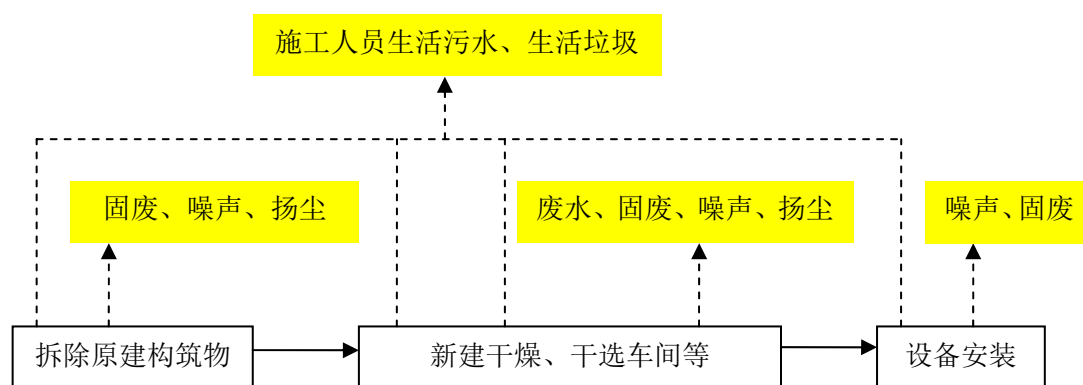 施工人员生活污水、生活垃圾
固废、噪声、扬尘
废水、固废、噪声、扬尘
噪声、固废
拆除原建构筑物
新建干燥、干选车间等
设备安装